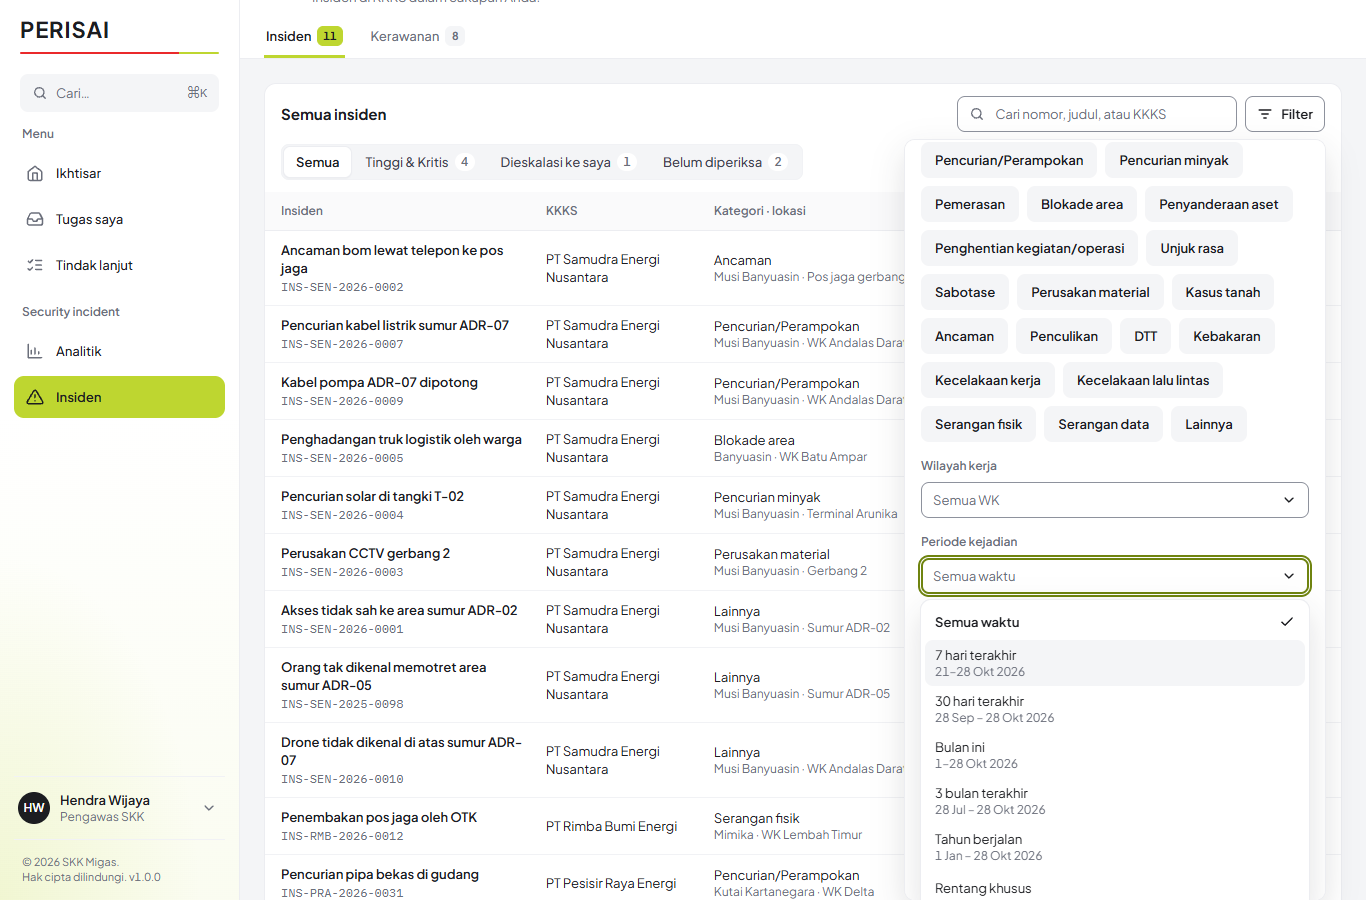 PERISAI
Cari...
⌘K
Menu
Ikhtisar
Tugas saya
Tindak lanjut
Security incident
Analitik
Insiden
HW
Hendra Wijaya
Pengawas SKK
© 2026 SKK Migas.
Hak cipta dilindungi. v1.0.0
Insiden 11
Kerawanan 8
Semua insiden
Cari nomor, judul, atau KKKS
Filter
Semua
Tinggi & Kritis 4
Dieskalasi ke saya 1
Belum diperiksa 2
Insiden
KKKS
Kategori · lokasi
Ancaman bom lewat telepon ke pos
jaga
INS-SEN-2026-0002
PT Samudra Energi
Nusantara
Ancaman
Musi Banyuasin · Pos jaga gerbang
Pencurian kabel listrik sumur ADR-07
INS-SEN-2026-0007
PT Samudra Energi
Nusantara
Pencurian/Perampokan
Musi Banyuasin · WK Andalas Darat
Kabel pompa ADR-07 dipotong
INS-SEN-2026-0009
PT Samudra Energi
Nusantara
Pencurian/Perampokan
Musi Banyuasin · WK Andalas Darat
Penghadangan truk logistik oleh warga
INS-SEN-2026-0005
PT Samudra Energi
Nusantara
Blokade area
Banyuasin · WK Batu Ampar
Pencurian solar di tangki T-02
INS-SEN-2026-0004
PT Samudra Energi
Nusantara
Pencurian minyak
Musi Banyuasin · Terminal Arunika
Perusakan CCTV gerbang 2
INS-SEN-2026-0003
PT Samudra Energi
Nusantara
Perusakan material
Musi Banyuasin · Gerbang 2
Akses tidak sah ke area sumur ADR-02
INS-SEN-2026-0001
PT Samudra Energi
Nusantara
Lainnya
Musi Banyuasin · Sumur ADR-02
Orang tak dikenal memotret area
sumur ADR-05
INS-SEN-2025-0098
PT Samudra Energi
Nusantara
Lainnya
Musi Banyuasin · Sumur ADR-05
Drone tidak dikenal di atas sumur ADR-
07
INS-SEN-2026-0010
PT Samudra Energi
Nusantara
Lainnya
Musi Banyuasin · WK Andalas Darat
Penembakan pos jaga oleh OTK
INS-RMB-2026-0012
PT Rimba Bumi Energi
Serangan fisik
Mimika · WK Lembah Timur
Pencurian pipa bekas di gudang
INS-PRA-2026-0031
PT Pesisir Raya Energi
Pencurian/Perampokan
Kutai Kartanegara · WK Delta
Pencurian/Perampokan
Pencurian minyak
Pemerasan
Blokade area
Penyanderaan aset
Penghentian kegiatan/operasi
Unjuk rasa
Sabotase
Perusakan material
Kasus tanah
Ancaman
Penculikan
DTT
Kebakaran
Kecelakaan kerja
Kecelakaan lalu lintas
Serangan fisik
Serangan data
Lainnya
Wilayah kerja
Semua WK
Periode kejadian
Semua waktu
Semua waktu
7 hari terakhir
21–28 Okt 2026
30 hari terakhir
28 Sep – 28 Okt 2026
Bulan ini
1–28 Okt 2026
3 bulan terakhir
28 Jul – 28 Okt 2026
Tahun berjalan
1 Jan – 28 Okt 2026
Rentang khusus